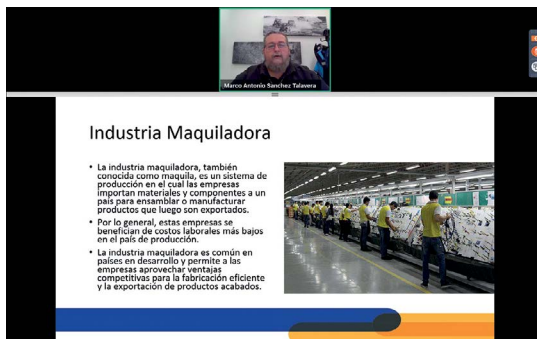 Marco Antonio Sanchez Talavera
Industria Maquiladora
• La industria maquiladora, también
conocida como maquila, es un sistema de
producción en el cual las empresas
importan materiales y componentes a un
país para ensamblar o manufacturar
productos que luego son exportados.
• Por lo general, estas empresas se
benefician de costos laborales más bajos
en el país de producción.
• La industria maquiladora es común en
países en desarrollo y permite a las
empresas aprovechar ventajas
competitivas para la fabricación eficiente
y la exportación de productos acabados.